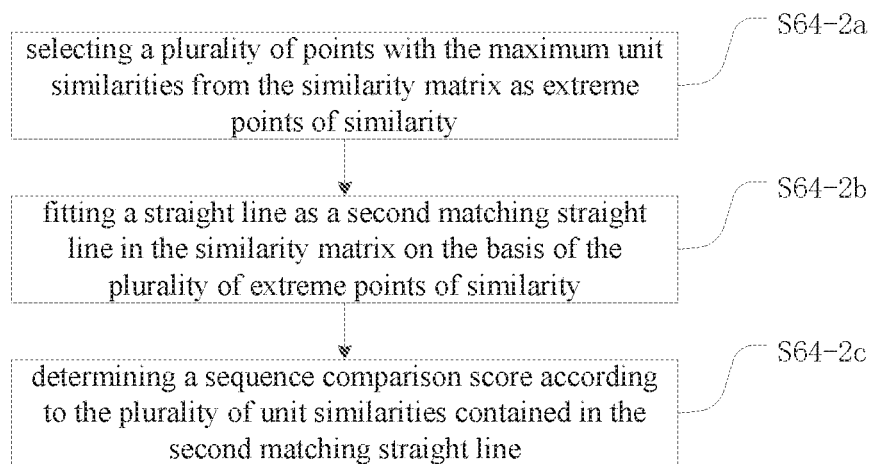 S64-2a
selecting a plurality of points with the maximum unit
similarities from the similarity matrix as extreme
points of similarity
S64-2b
fitting a straight line as a second matching straight
line in the similarity matrix on the basis of the
plurality of extreme points of similarity
S64-2c
determining a sequence comparison score according
to the plurality of unit similarities contained in the
second matching straight line